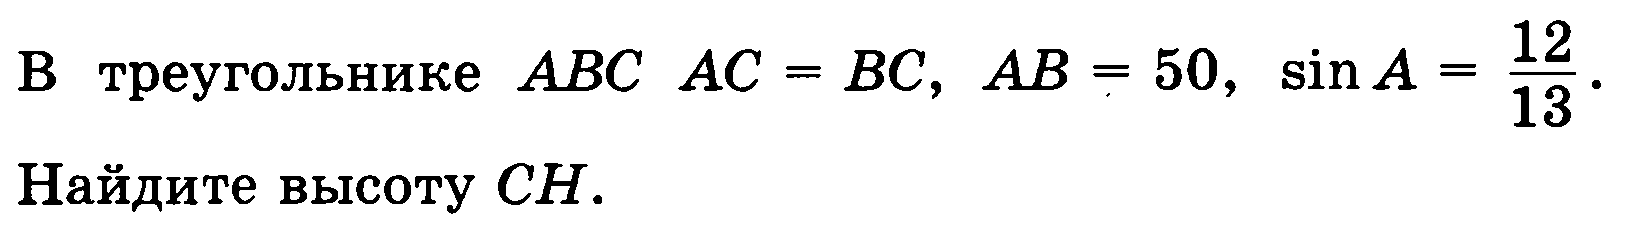 В треугольнике ABC AC = BC, AB = 50, sin A = 12/13.
Найдите высоту CH.